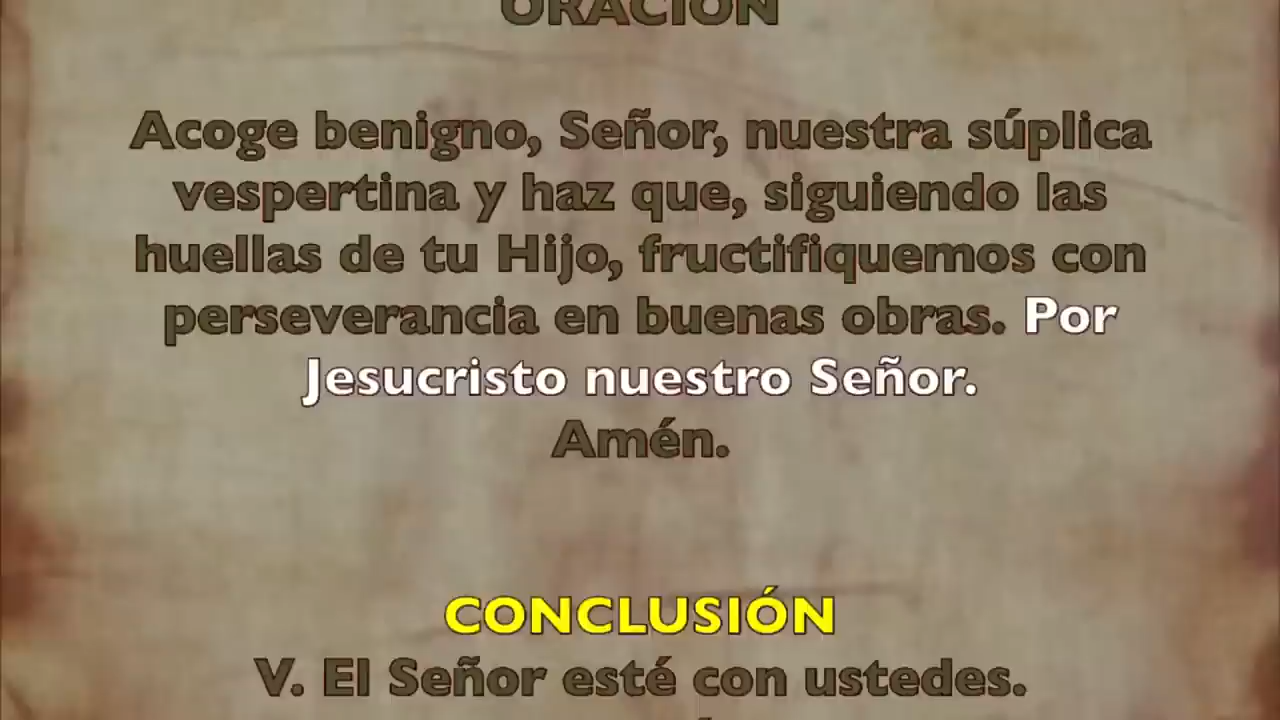 ORACIÓN
Acoge benigno, Señor, nuestra súplica
vespertina y haz que, siguiendo las
huellas de tu Hijo, fructifiquemos con
perseverancia en buenas obras. Por
Jesucristo nuestro Señor.
Amén.
CONCLUSIÓN
V. El Señor esté con ustedes.